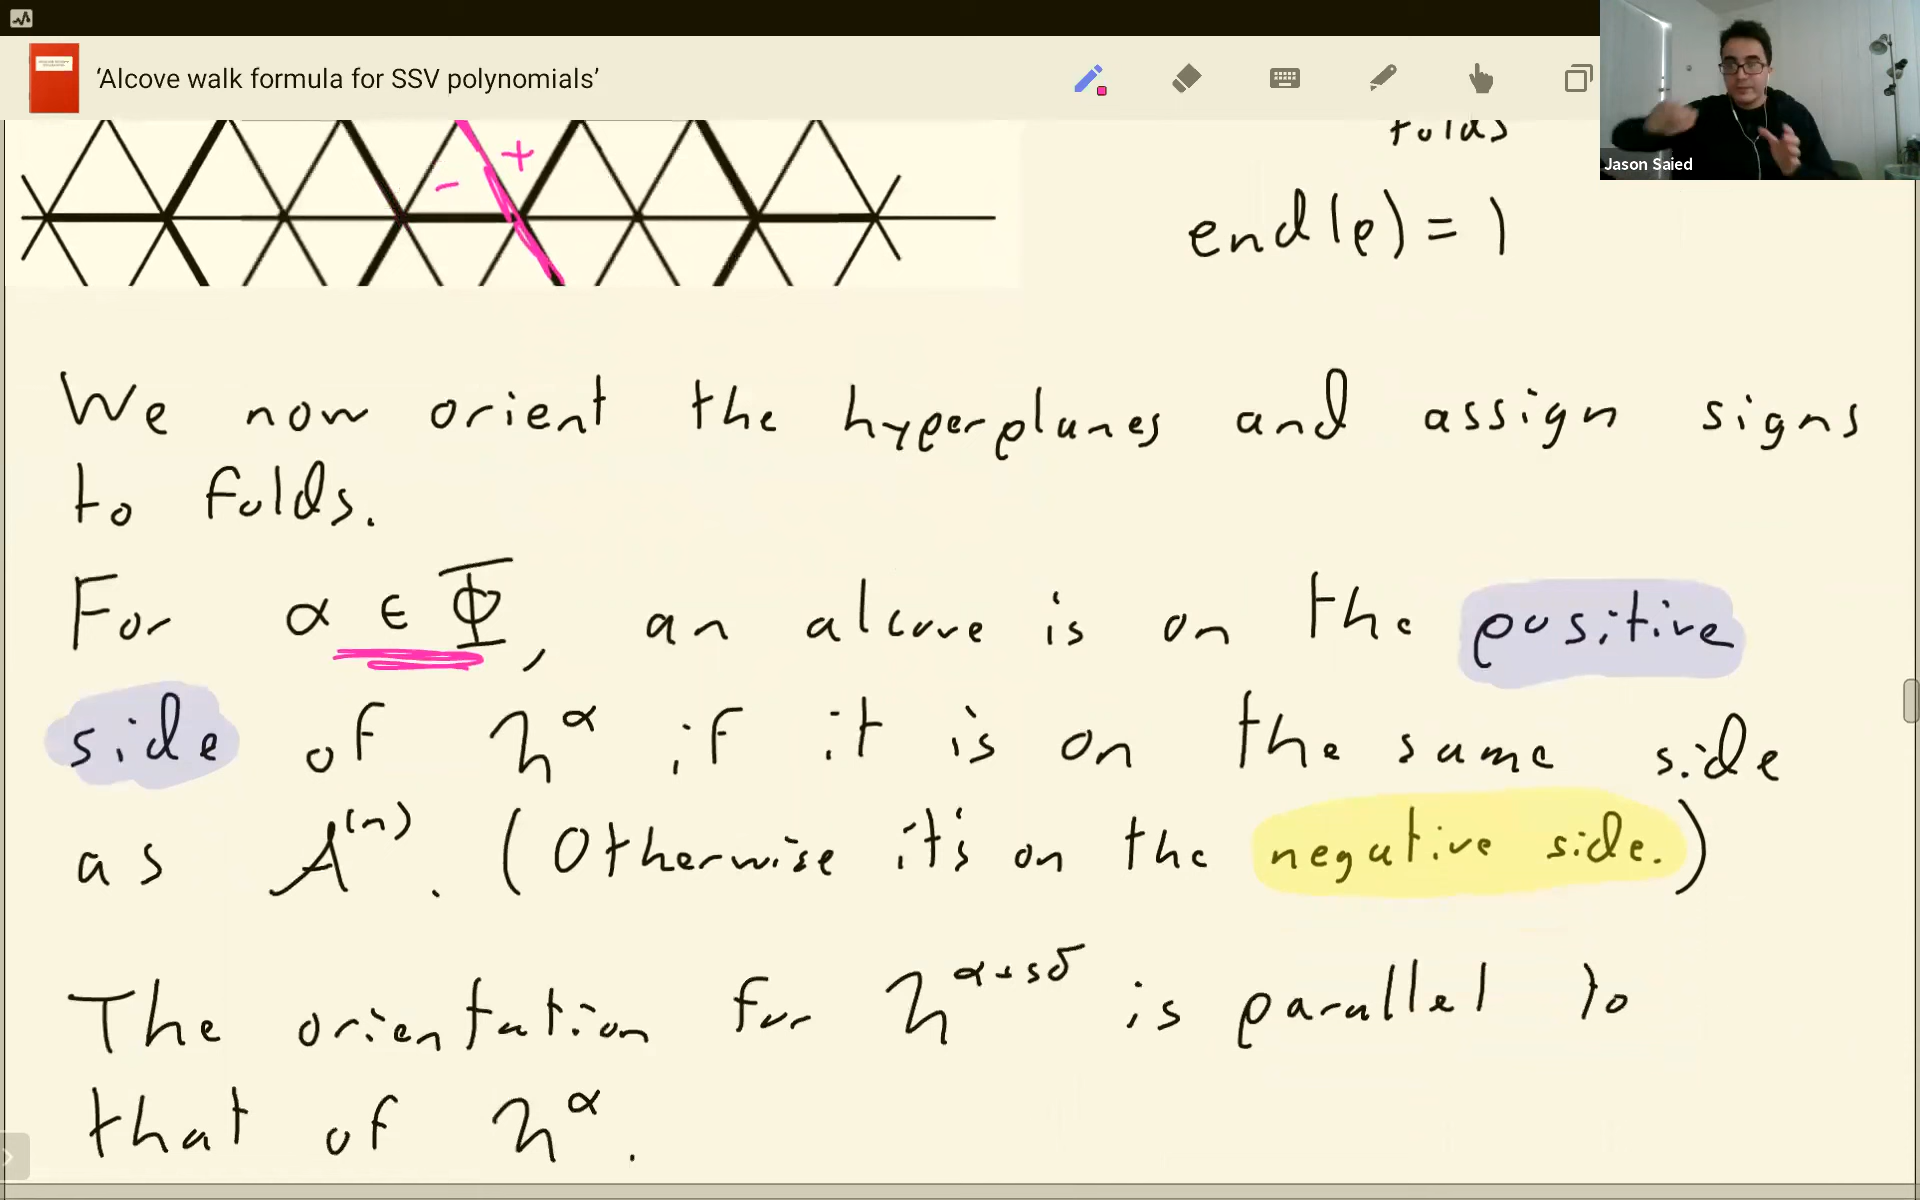 ‘Alcove walk formula for SSV polynomials’
Jason Saied
folds
- +
end(e) = 1
We now orient the hyperplanes and assign signs
to folds.
For α ∈ Φ, an alcove is on the positive
side of ℌ^α if it is on the same side
as A^(n). (Otherwise it's on the negative side.)
The orientation for ℌ^(α+sδ) is parallel to
that of ℌ^α.